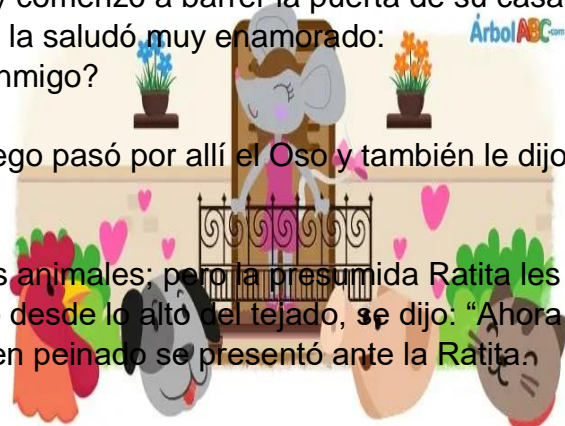 y comenzó a barrer la puerta de su casa
ÁrbolABC.com
la saludó muy enamorado:
nmigo?
ego pasó por allí el Oso y también le dijo
s animales; pero la presumida Ratita les
desde lo alto del tejado, se dijo: “Ahora
en peinado se presentó ante la Ratita.